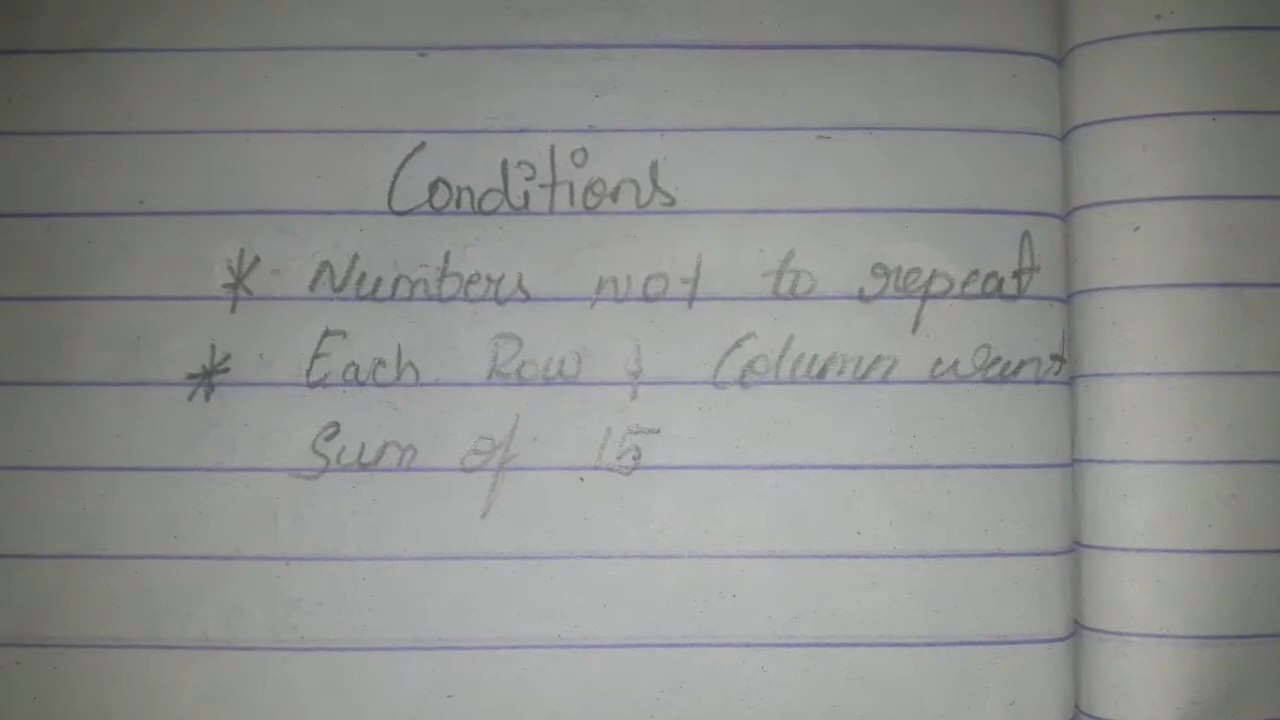 Conditions
* Numbers not to repeat
* Each Row & Column want
Sum of 15